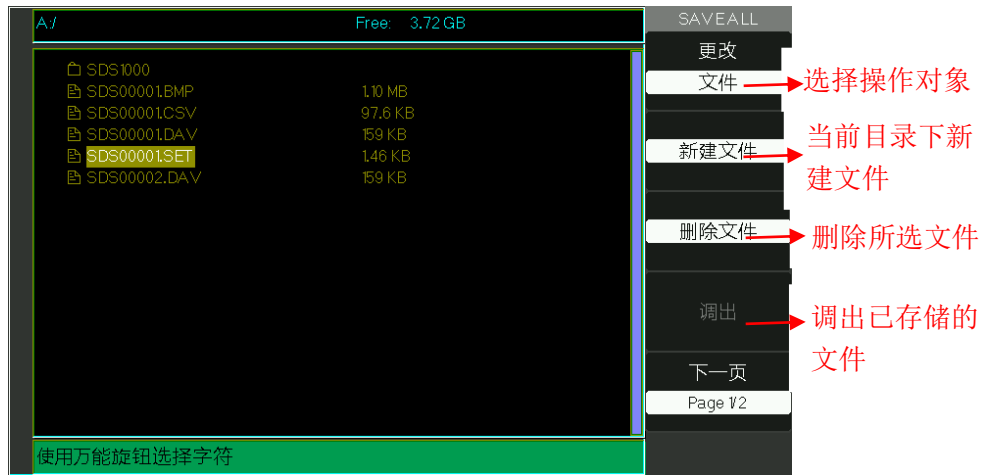 A:/ Free: 3.72 GB
SDS1000
SDS00001.BMP 1.10 MB
SDS00001.CSV 97.6 KB
SDS00001.DAV 159 KB
SDS00001.SET 1.46 KB
SDS00002.DAV 159 KB
使用万能旋钮选择字符
SAVEALL
更改
文件
新建文件
删除文件
调出
下一页
Page 1/2
选择操作对象
当前目录下新
建文件
删除所选文件
调出已存储的
文件